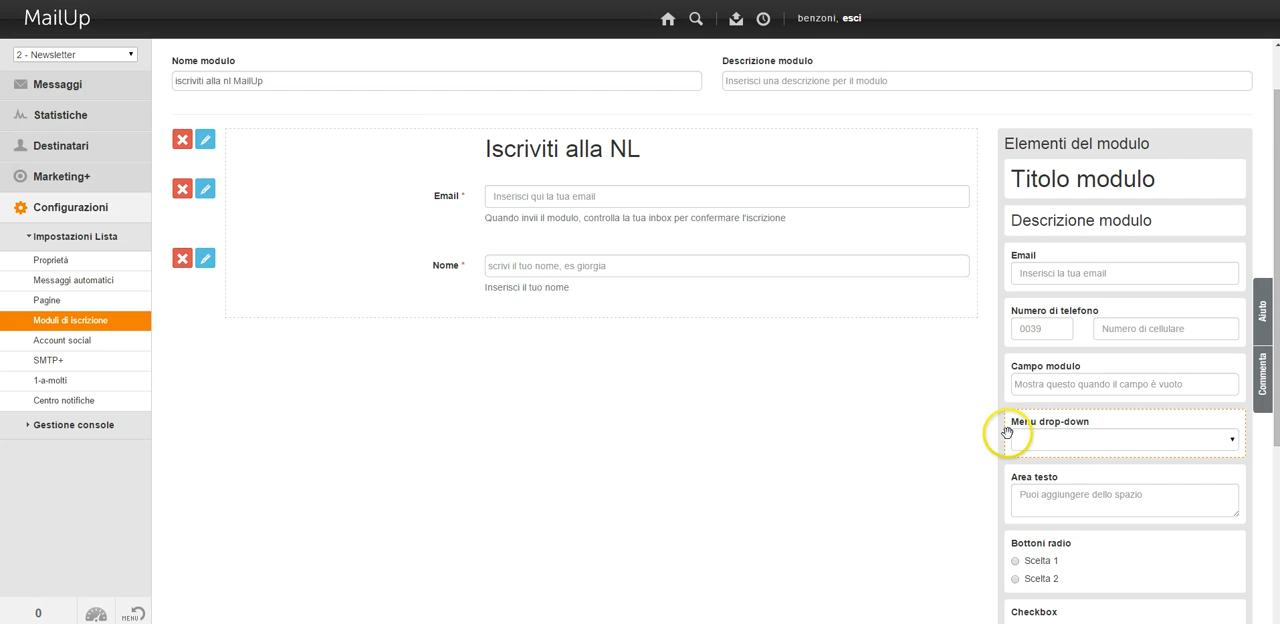 MailUp
benzoni, esci
2 - Newsletter
Messaggi
Statistiche
Destinatari
Marketing+
Configurazioni
Impostazioni Lista
Proprietà
Messaggi automatici
Pagine
Moduli di iscrizione
Account social
SMTP+
1-a-molti
Centro notifiche
Gestione console
0
MENU
Nome modulo
iscriviti alla nl MailUp
Descrizione modulo
Inserisci una descrizione per il modulo
Iscriviti alla NL
Email *
Inserisci qui la tua email
Quando invii il modulo, controlla la tua inbox per confermare l'iscrizione
Nome *
scrivi il tuo nome, es giorgia
Inserisci il tuo nome
Elementi del modulo
Titolo modulo
Descrizione modulo
Email
Inserisci la tua email
Numero di telefono
0039
Numero di cellulare
Campo modulo
Mostra questo quando il campo è vuoto
Menu drop-down
Area testo
Puoi aggiungere dello spazio
Bottoni radio
Scelta 1
Scelta 2
Checkbox
Aiuto
Commenta